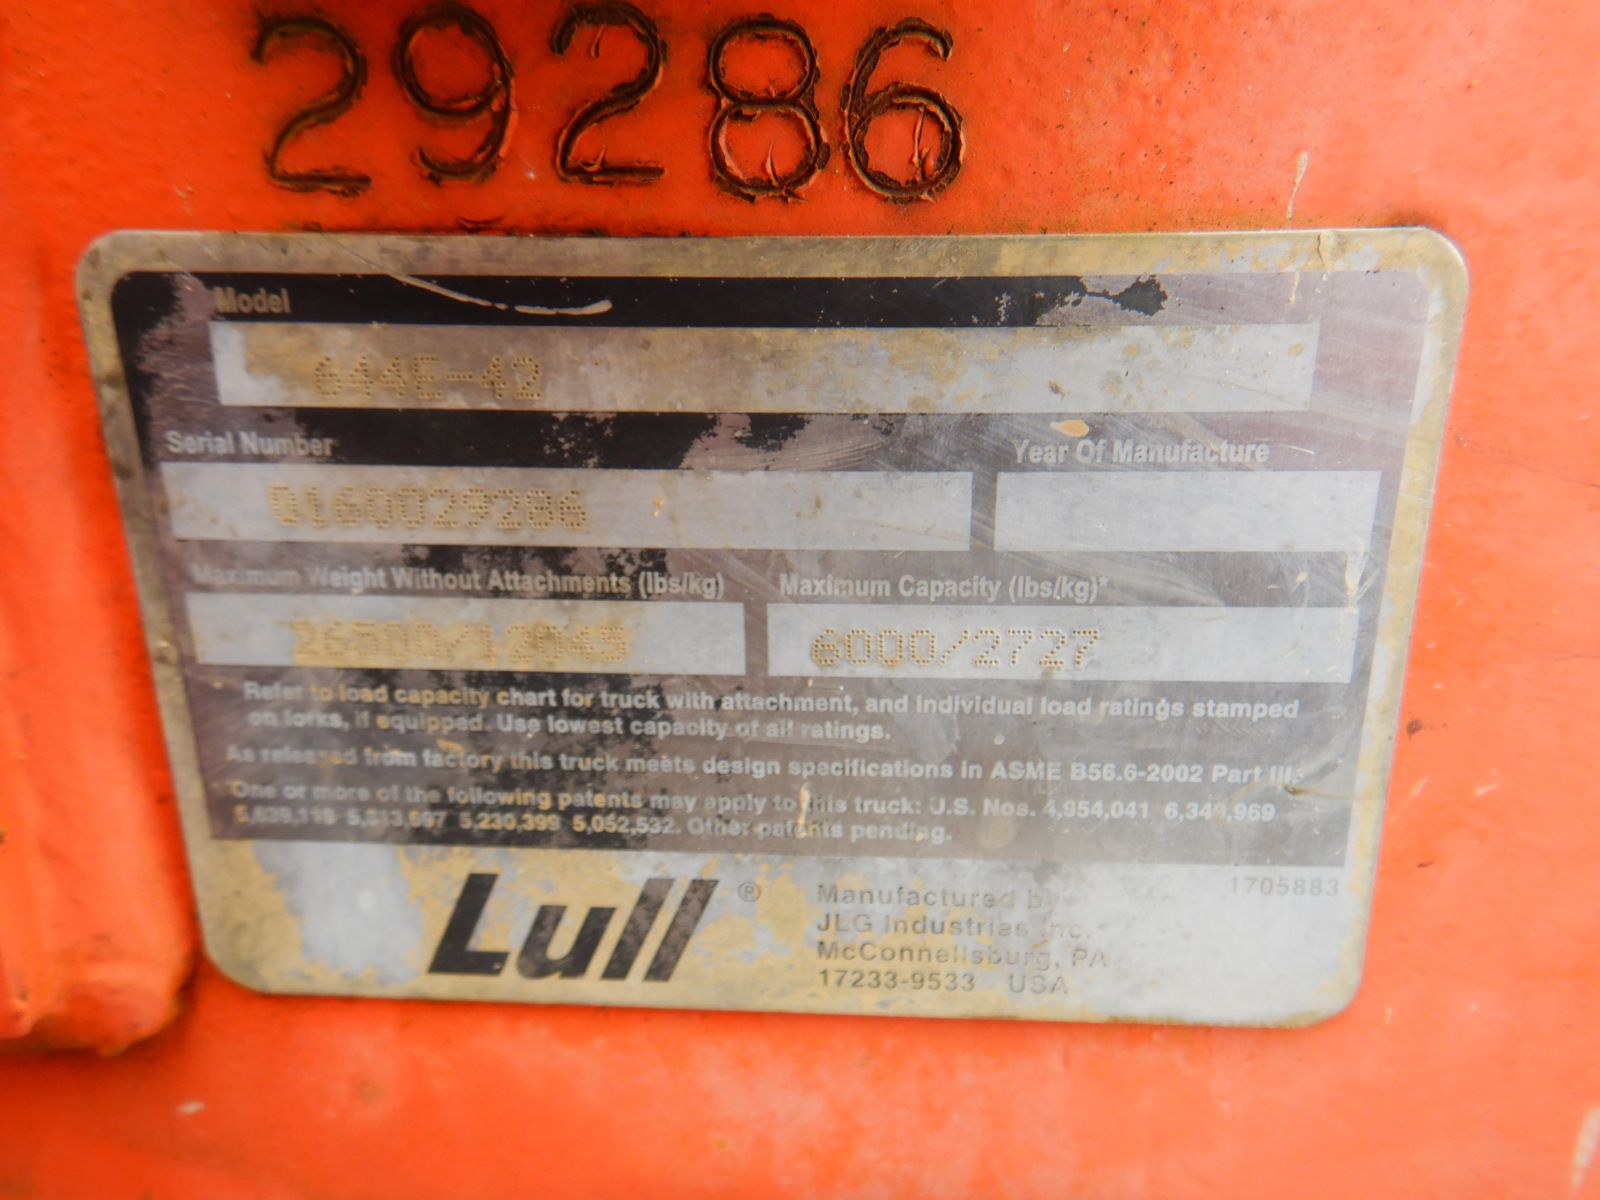 29286
Model
644E-42
Serial Number
0160029286
Year Of Manufacture
Maximum Weight Without Attachments (lbs/kg)
Maximum Capacity (lbs/kg)*
/12045
6000/2727
Refer to load capacity chart for truck with attachment, and individual load ratings stamped
on forks, if equipped. Use lowest capacity of all ratings.
As released from factory this truck meets design specifications in ASME B56.6-2002 Part III.
One or more of the following patents may apply to this truck: U.S. Nos. 4,954,041 6,340,969
5,230,399 5,052,532. Other patents pending.
Lull ®
1705883
Manufactured by
JLG Industries Inc.
McConnellsburg, PA
17233-9533 USA